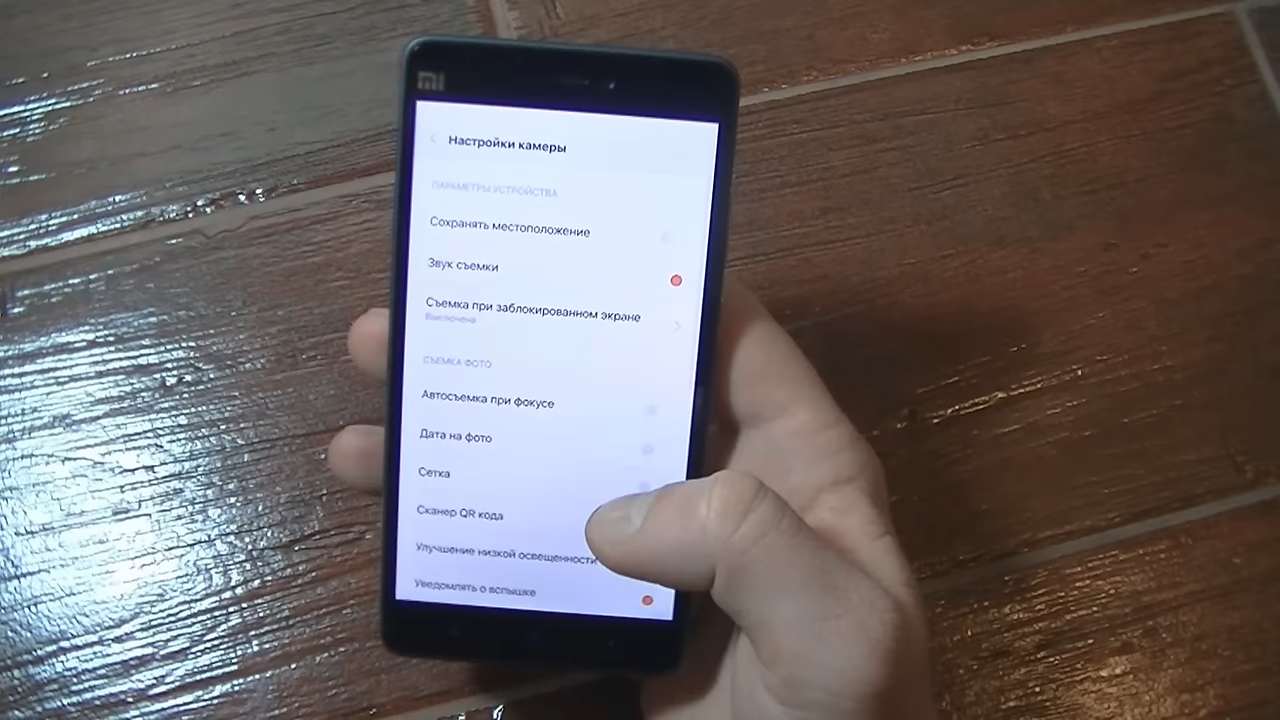 mi
Настройки камеры
ПАРАМЕТРЫ УСТРОЙСТВА
Сохранять местоположение
Звук съемки
Съемка при заблокированном экране
Выключена
СЪЕМКА ФОТО
Автосъемка при фокусе
Дата на фото
Сетка
Сканер QR кода
Улучшение низкой освещенности
Уведомлять о вспышке